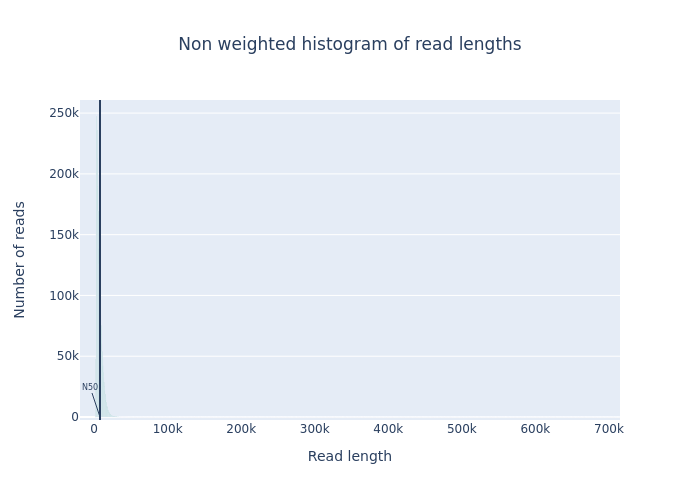 Non weighted histogram of read lengths
Number of reads
250k
200k
150k
100k
50k
0
N50
0 100k 200k 300k 400k 500k 600k 700k
Read length